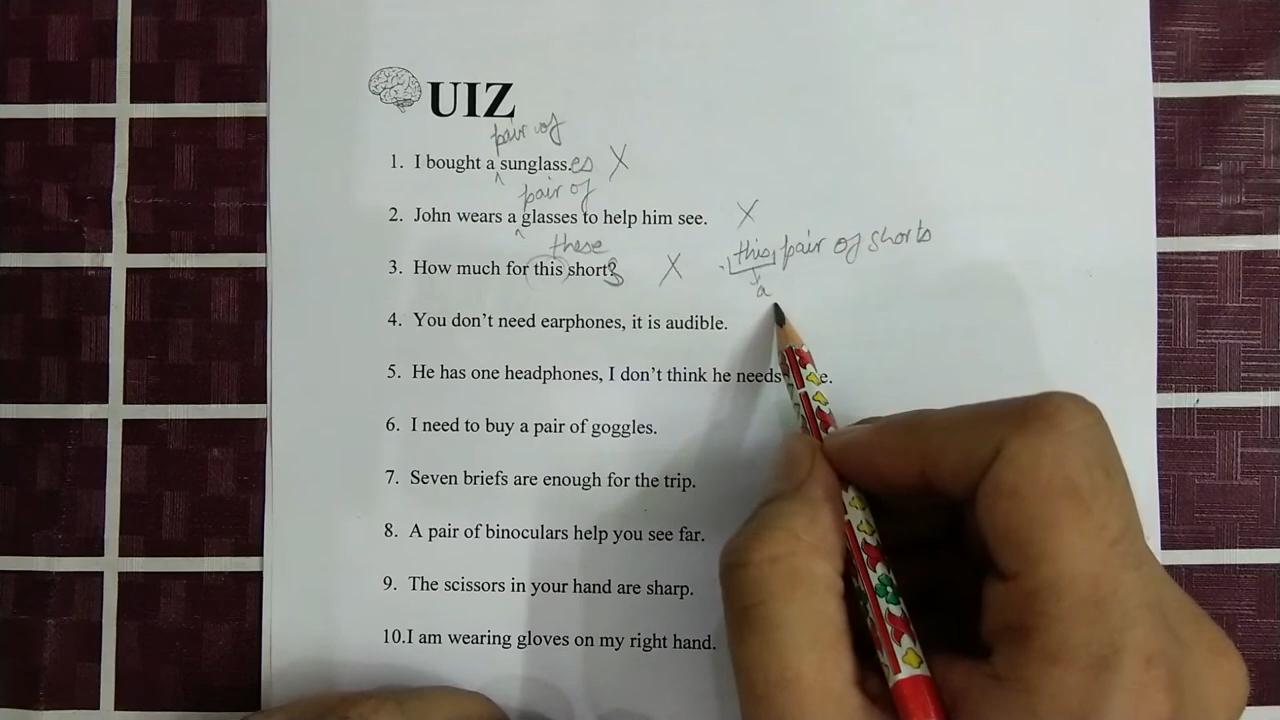 UIZ
pair of
1. I bought a sunglass.es X
pair of
2. John wears a glasses to help him see. X
these
this, pair of shorts
3. How much for this shorts X
a
4. You don't need earphones, it is audible.
5. He has one headphones, I don't think he needs
6. I need to buy a pair of goggles.
7. Seven briefs are enough for the trip.
8. A pair of binoculars help you see far.
9. The scissors in your hand are sharp.
10.I am wearing gloves on my right hand.